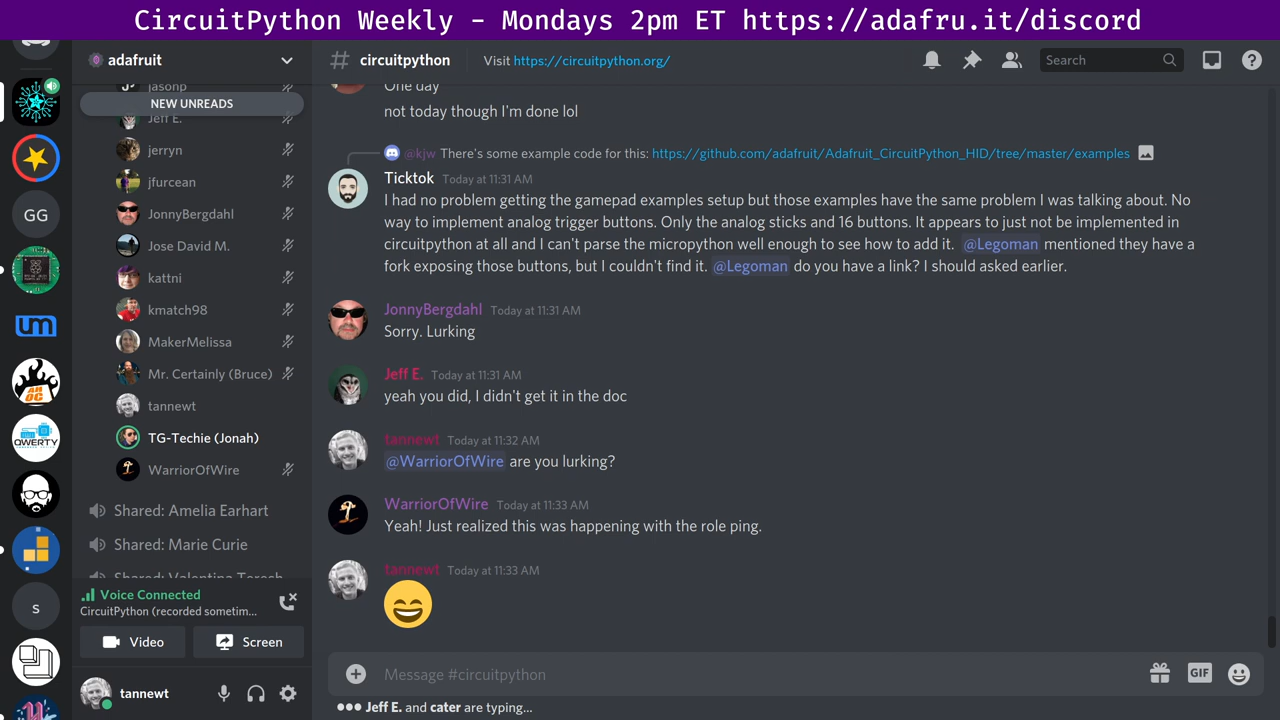 CircuitPython Weekly - Mondays 2pm ET https://adafru.it/discord
adafruit
circuitpython
Visit https://circuitpython.org/
Search
jasonp
NEW UNREADS
Jeff E.
jerryn
jfurcean
JonnyBergdahl
Jose David M.
kattni
kmatch98
MakerMelissa
Mr. Certainly (Bruce)
tannewt
TG-Techie (Jonah)
WarriorOfWire
Shared: Amelia Earhart
Shared: Marie Curie
Shared: Valentina Teresh
Voice Connected
CircuitPython (recorded sometim...
Video
Screen
tannewt
GG
um
QWERTY
s
One day
not today though I'm done lol
@kjw There's some example code for this: https://github.com/adafruit/Adafruit_CircuitPython_HID/tree/master/examples
Ticktok Today at 11:31 AM
I had no problem getting the gamepad examples setup but those examples have the same problem I was talking about. No
way to implement analog trigger buttons. Only the analog sticks and 16 buttons. It appears to just not be implemented in
circuitpython at all and I can't parse the micropython well enough to see how to add it. @Legoman mentioned they have a
fork exposing those buttons, but I couldn't find it. @Legoman do you have a link? I should asked earlier.
JonnyBergdahl Today at 11:31 AM
Sorry. Lurking
Jeff E. Today at 11:31 AM
yeah you did, I didn't get it in the doc
tannewt Today at 11:32 AM
@WarriorOfWire are you lurking?
WarriorOfWire Today at 11:33 AM
Yeah! Just realized this was happening with the role ping.
tannewt Today at 11:33 AM
Message #circuitpython
GIF
Jeff E. and cater are typing...